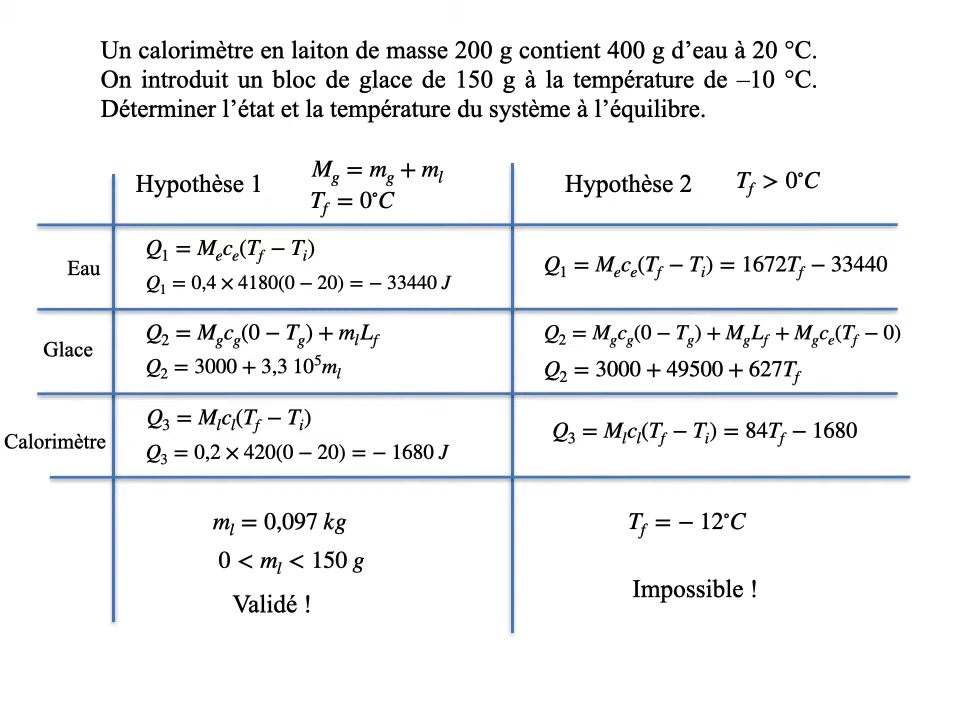 Un calorimètre en laiton de masse 200 g contient 400 g d’eau à 20 °C.
On introduit un bloc de glace de 150 g à la température de –10 °C.
Déterminer l’état et la température du système à l’équilibre.
Hypothèse 1
M_g = m_g + m_l
T_f = 0°C
Hypothèse 2
T_f > 0°C
Eau
Q_1 = M_e c_e(T_f − T_i)
Q_1 = 0,4 × 4180(0 − 20) = − 33440 J
Q_1 = M_e c_e(T_f − T_i) = 1672T_f − 33440
Glace
Q_2 = M_g c_g(0 − T_g) + m_l L_f
Q_2 = 3000 + 3,3 10^5 m_l
Q_2 = M_g c_g(0 − T_g) + M_g L_f + M_g c_e(T_f − 0)
Q_2 = 3000 + 49500 + 627T_f
Calorimètre
Q_3 = M_l c_l(T_f − T_i)
Q_3 = 0,2 × 420(0 − 20) = − 1680 J
Q_3 = M_l c_l(T_f − T_i) = 84T_f − 1680
m_l = 0,097 kg
0 < m_l < 150 g
Validé !
T_f = − 12°C
Impossible !